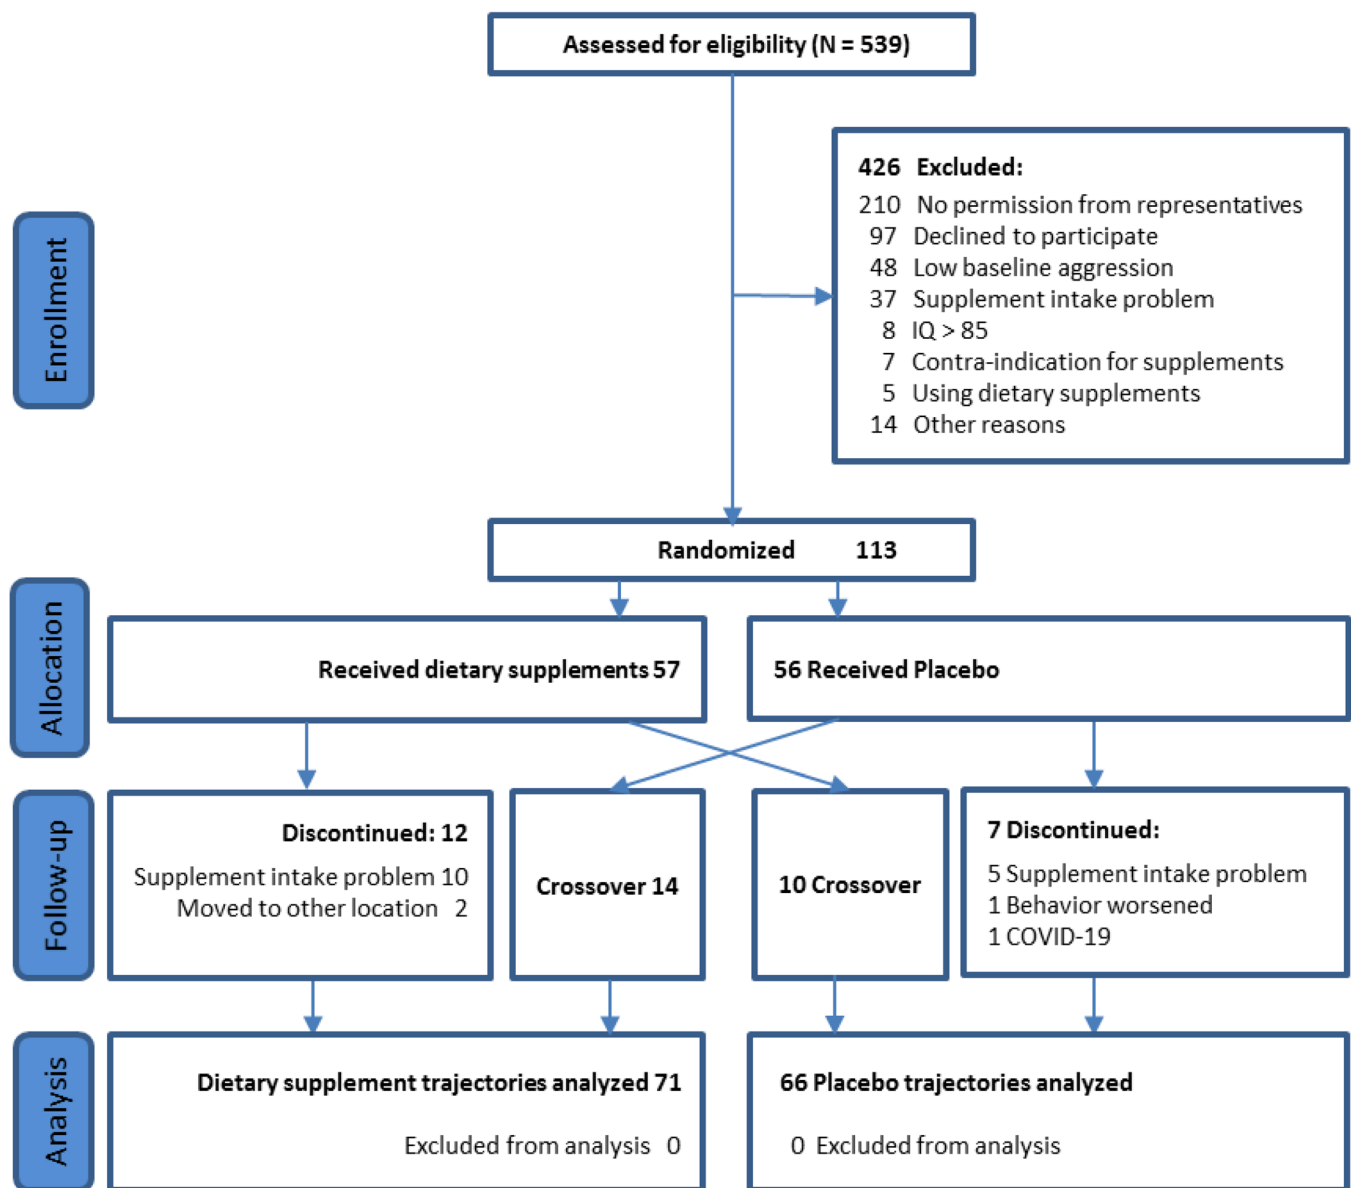 Assessed for eligibility (N = 539)
Enrollment
426 Excluded:
210 No permission from representatives
97 Declined to participate
48 Low baseline aggression
37 Supplement intake problem
8 IQ > 85
7 Contra-indication for supplements
5 Using dietary supplements
14 Other reasons
Randomized 113
Allocation
Received dietary supplements 57
56 Received Placebo
Follow-up
Discontinued: 12
Supplement intake problem 10
Moved to other location 2
Crossover 14
10 Crossover
7 Discontinued:
5 Supplement intake problem
1 Behavior worsened
1 COVID-19
Analysis
Dietary supplement trajectories analyzed 71
Excluded from analysis 0
66 Placebo trajectories analyzed
0 Excluded from analysis